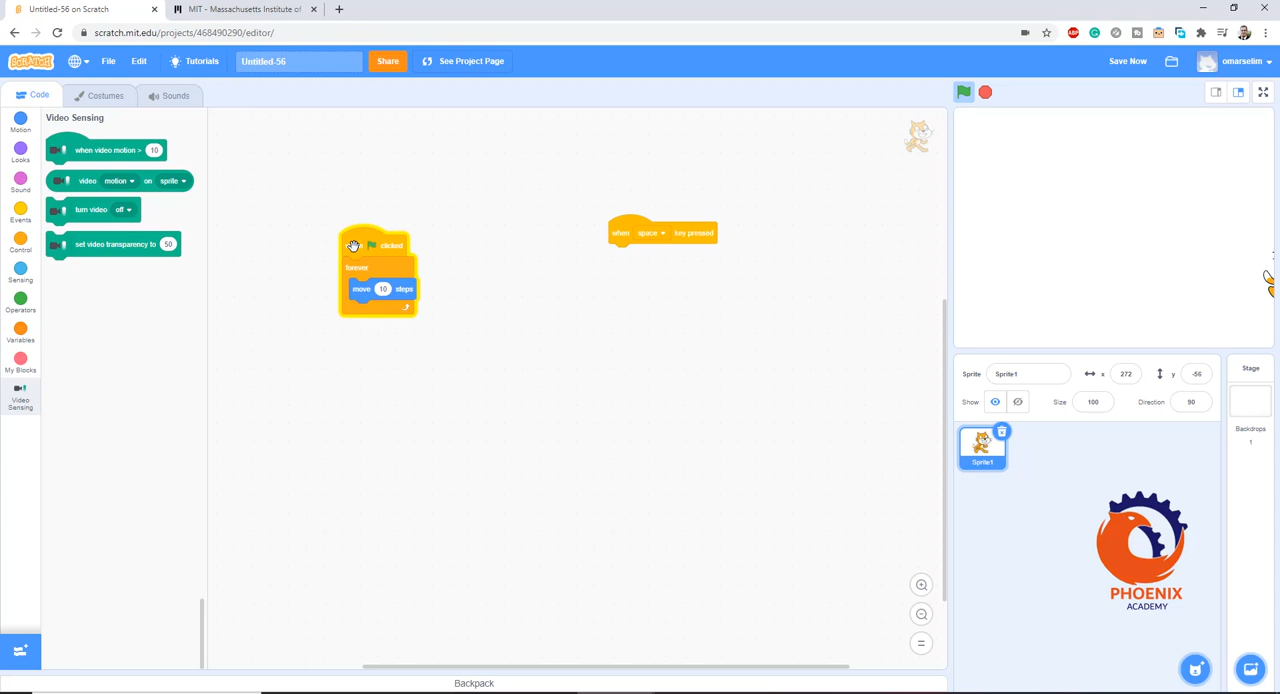 Untitled-56 on Scratch
MIT - Massachusetts Institute of
scratch.mit.edu/projects/468490290/editor/
SCRATCH
File
Edit
Tutorials
Untitled-56
Share
See Project Page
Save Now
omarselim
Code
Costumes
Sounds
Motion
Looks
Sound
Events
Control
Sensing
Operators
Variables
My Blocks
Video
Sensing
Video Sensing
when video motion > 10
video motion on sprite
turn video off
set video transparency to 50
clicked
forever
move 10 steps
when space key pressed
Sprite Sprite1 x 272 y -56
Show Size 100 Direction 90
Sprite1
Stage
Backdrops
1
PHOENIX
ACADEMY
Backpack